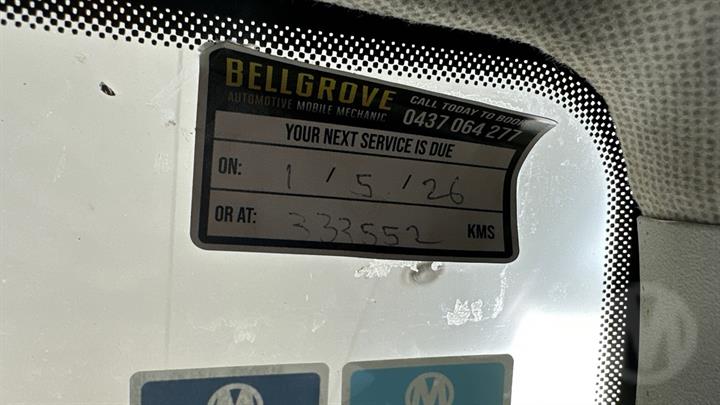 BELLGROVE
AUTOMOTIVE MOBILE MECHANIC
CALL TODAY TO BOOK
0437 064 277
YOUR NEXT SERVICE IS DUE
ON: 1 / 5 / 26
OR AT: 333552 KMS
M M
M